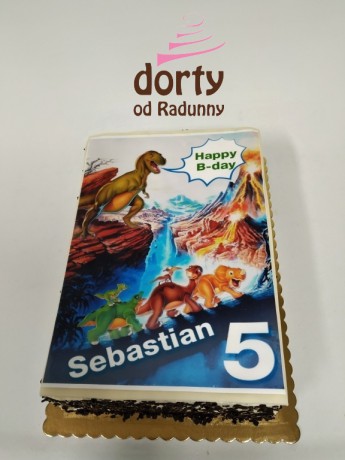 dorty
od Radunny
Happy
B-day
Sebastian 5